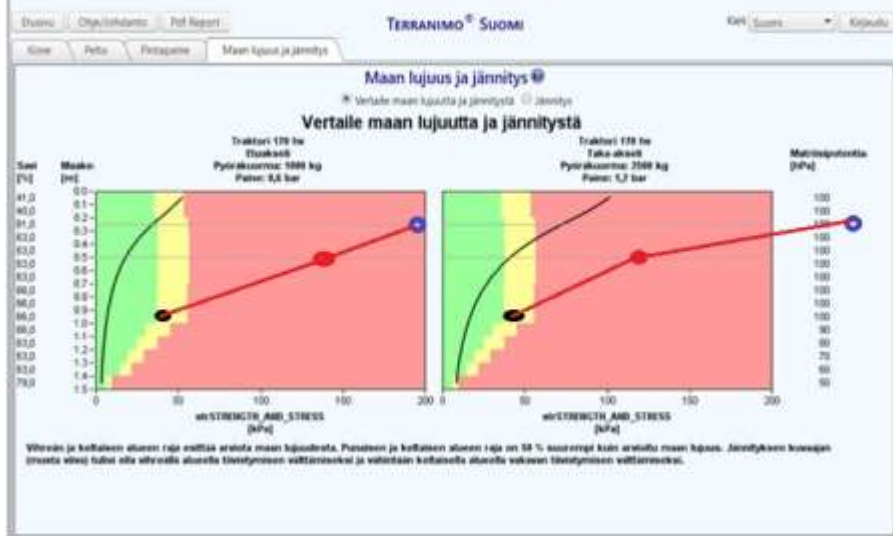 Etusivu Ohje/Johdanto Pdf Report TERRANIMO® SUOMI Kieli Suomi Kirjaudu
Kone Pelto Pintapaine Maan lujuus ja jännitys
Maan lujuus ja jännitys
Vertaile maan lujuutta ja jännitystä Jännitys
Vertaile maan lujuutta ja jännitystä
Traktori 170 hv
Etuakseli
Pyöräkuorma: 1000 kg
Paine: 0,6 bar
Traktori 170 hv
Taka-akseli
Pyöräkuorma: 2500 kg
Paine: 1,2 bar
Savi
[%]
Maako
[m]
Matriisipotentia
[hPa]
0.0
0.1
0.2
0.3
0.4
0.5
0.6
0.7
0.8
0.9
1.0
1.1
1.2
1.3
1.4
1.5
0 50 100 150 200
0 50 100 150 200
etrSTRENGTH_AND_STRESS
[kPa]
etrSTRENGTH_AND_STRESS
[kPa]
Vihreän ja keltaisen alueen raja esittää arviota maan lujuudesta. Punaisen ja keltaisen alueen raja on 50 % suurempi kuin arvioitu maan lujuus. Jännityksen kuvaajan
(musta viiva) tulisi olla vihreällä alueella tiivistymisen välttämiseksi ja vähintään keltaisella alueella vakavan tiivistymisen välttämiseksi.